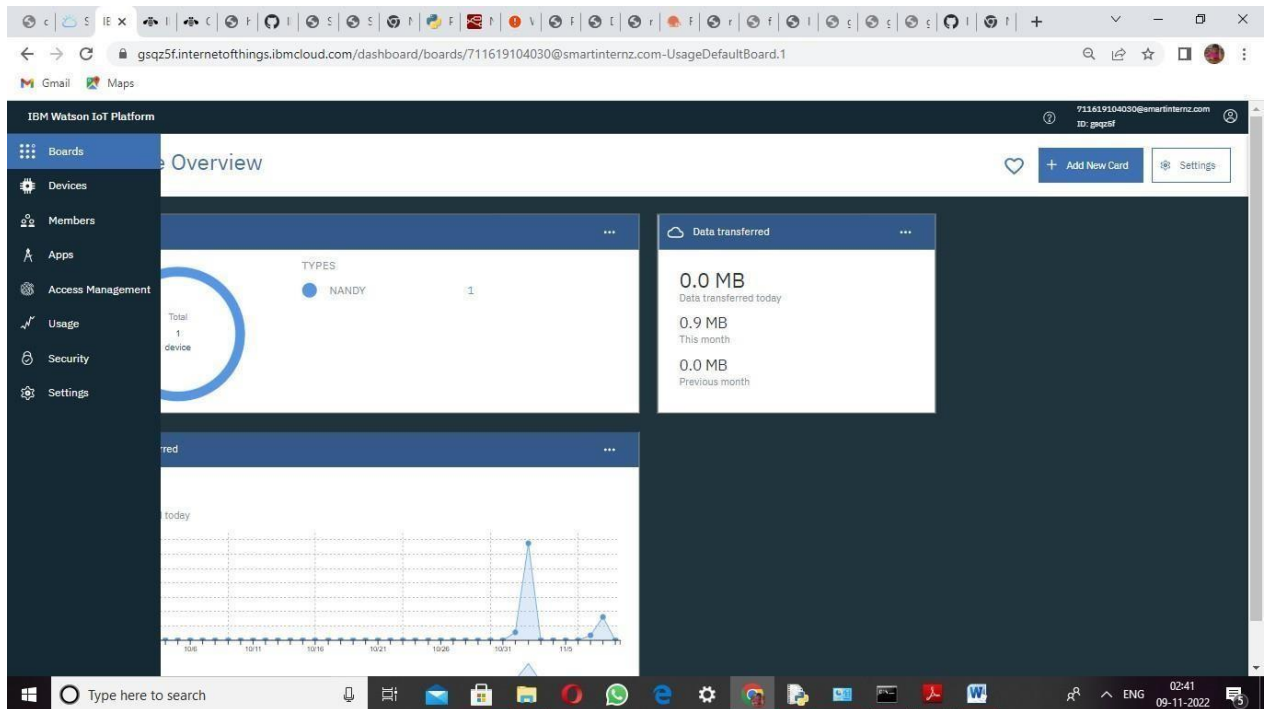 gsqz5f.internetofthings.ibmcloud.com/dashboard/boards/711619104030@smartinternz.com-UsageDefaultBoard.1
Gmail Maps
IBM Watson IoT Platform
711619104030@smartinternz.com
ID: gsqz5f
Boards
e Overview
Add New Card
Settings
Devices
Members
Apps
Access Management
Usage
Security
Settings
TYPES
NANDY 1
Total
1
device
Data transferred
0.0 MB
Data transferred today
0.9 MB
This month
0.0 MB
Previous month
rred
today
10/6 10/11 10/16 10/21 10/26 10/31 11/5
Type here to search
ENG
02:41
09-11-2022
5